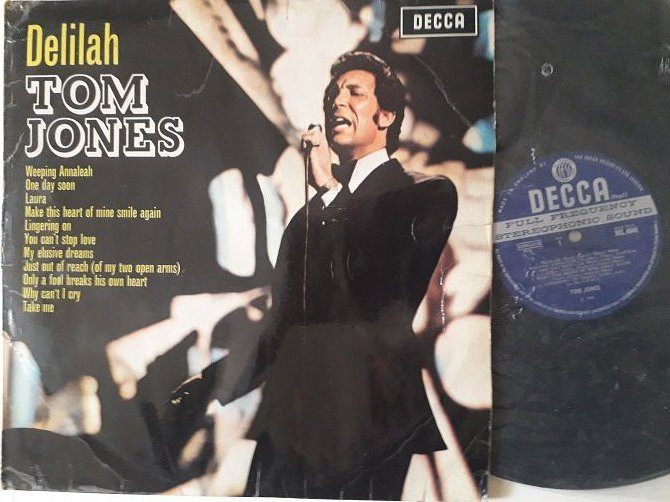 Delilah
DECCA
TOM
JONES
Weeping Annaleah
One day soon
Laura
Make this heart of mine smile again
Lingering on
You can't stop love
My elusive dreams
Just out of reach (of my two open arms)
Only a fool breaks his own heart
Why can't I cry
Take me
DECCA
FULL FREQUENCY
STEREOPHONIC SOUND
TOM JONES